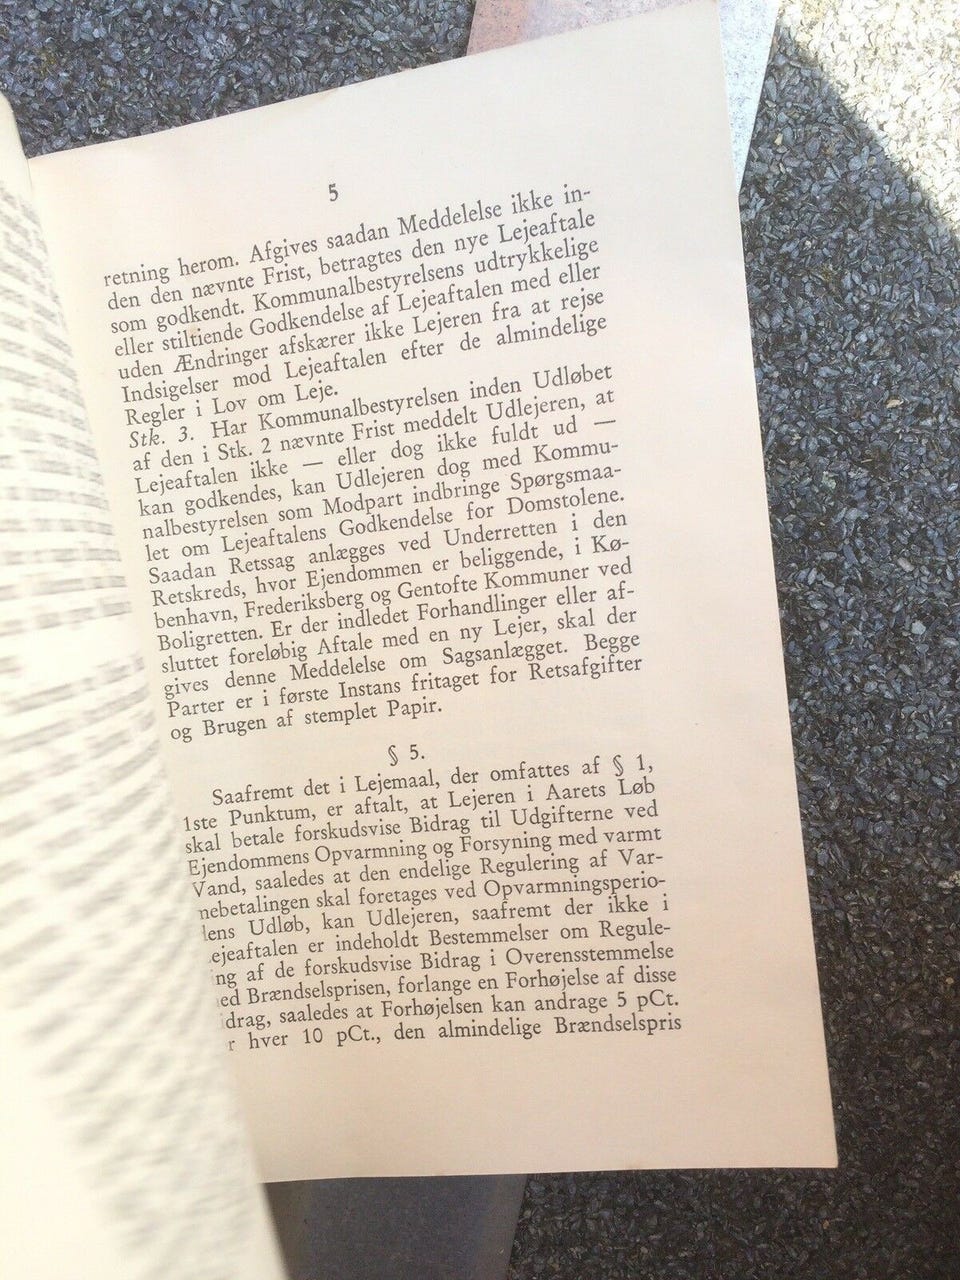 5
retning herom. Afgives saadan Meddelelse ikke in-
den den nævnte Frist, betragtes den nye Lejeaftale
som godkendt. Kommunalbestyrelsens udtrykkelige
eller stiltiende Godkendelse af Lejeaftalen med eller
uden Ændringer afskærer ikke Lejeren fra at rejse
Indsigelser mod Lejeaftalen efter de almindelige
Regler i Lov om Leje.
Stk. 3. Har Kommunalbestyrelsen inden Udløbet
af den i Stk. 2 nævnte Frist meddelt Udlejeren, at
Lejeaftalen ikke — eller dog ikke fuldt ud —
kan godkendes, kan Udlejeren dog med Kommu-
nalbestyrelsen som Modpart indbringe Spørgsmaa-
let om Lejeaftalens Godkendelse for Domstolene.
Saadan Retssag anlægges ved Underretten i den
Retskreds, hvor Ejendommen er beliggende, i Kø-
benhavn, Frederiksberg og Gentofte Kommuner ved
Boligretten. Er der indledet Forhandlinger eller af-
sluttet foreløbig Aftale med en ny Lejer, skal der
gives denne Meddelelse om Sagsanlægget. Begge
Parter er i første Instans fritaget for Retsafgifter
og Brugen af stemplet Papir.
§ 5.
Saafremt det i Lejemaal, der omfattes af § 1,
1ste Punktum, er aftalt, at Lejeren i Aarets Løb
skal betale forskudsvise Bidrag til Udgifterne ved
Ejendommens Opvarmning og Forsyning med varmt
Vand, saaledes at den endelige Regulering af Var-
mebetalingen skal foretages ved Opvarmningsperio-
dens Udløb, kan Udlejeren, saafremt der ikke i
ejeaftalen er indeholdt Bestemmelser om Regule-
ng af de forskudsvise Bidrag i Overensstemmelse
ed Brændselsprisen, forlange en Forhøjelse af disse
drag, saaledes at Forhøjelsen kan andrage 5 pCt.
r hver 10 pCt., den almindelige Brændselspris